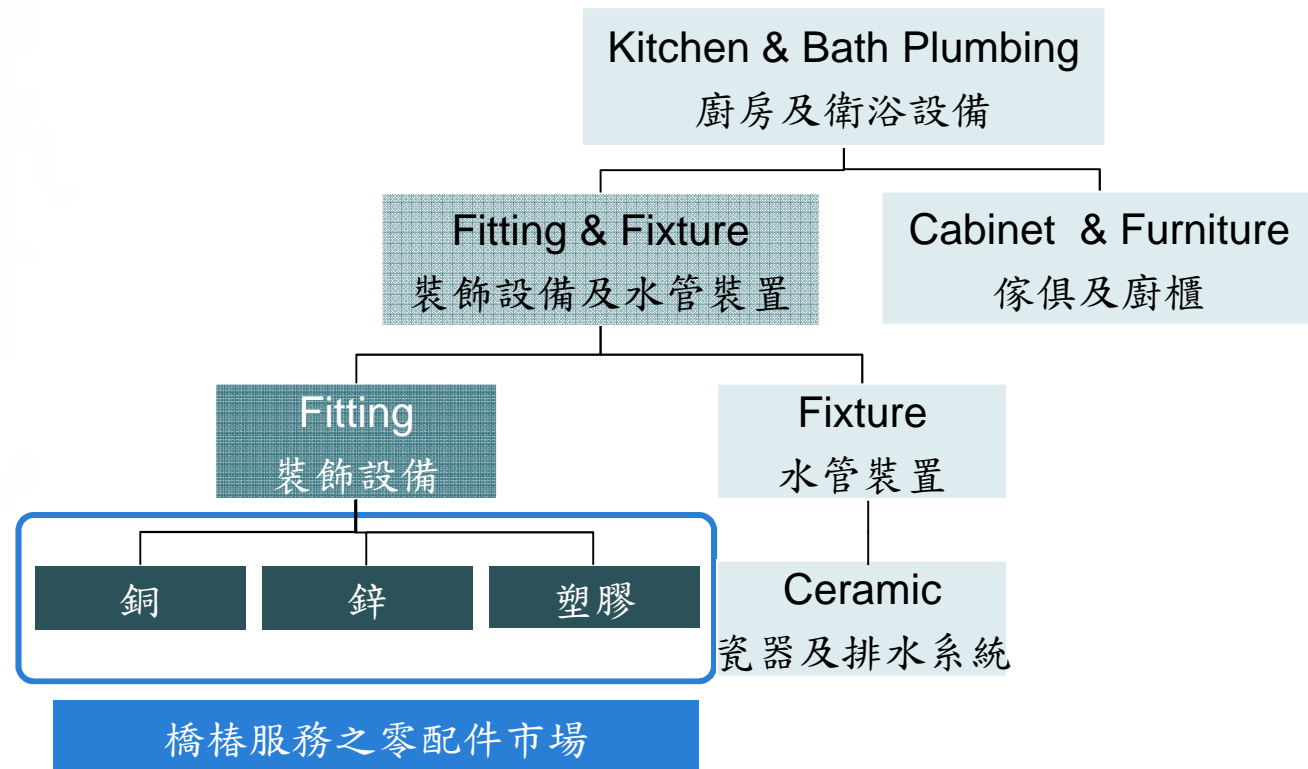 Kitchen & Bath Plumbing
廚房及衛浴設備
Fitting & Fixture
裝飾設備及水管裝置
Cabinet & Furniture
傢俱及廚櫃
Fitting
裝飾設備
Fixture
水管裝置
銅
鋅
塑膠
Ceramic
瓷器及排水系統
橋椿服務之零配件市場